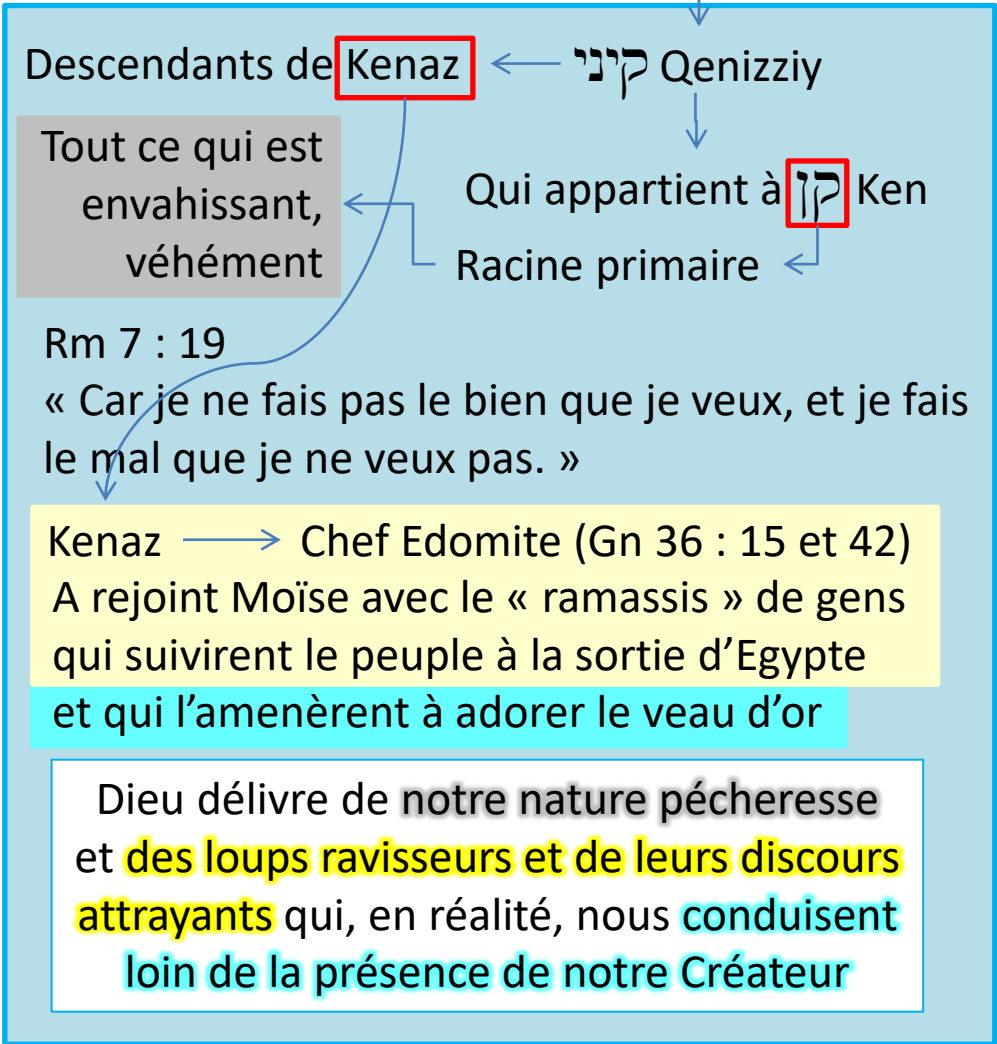 Descendants de Kenaz ← קיני Qenizziy
Tout ce qui est
envahissant,
véhément
Qui appartient à קן Ken
Racine primaire
Rm 7 : 19
« Car je ne fais pas le bien que je veux, et je fais
le mal que je ne veux pas. »
Kenaz → Chef Edomite (Gn 36 : 15 et 42)
A rejoint Moïse avec le « ramassis » de gens
qui suivirent le peuple à la sortie d’Egypte
et qui l’amenèrent à adorer le veau d’or
Dieu délivre de notre nature pécheresse
et des loups ravisseurs et de leurs discours
attrayants qui, en réalité, nous conduisent
loin de la présence de notre Créateur